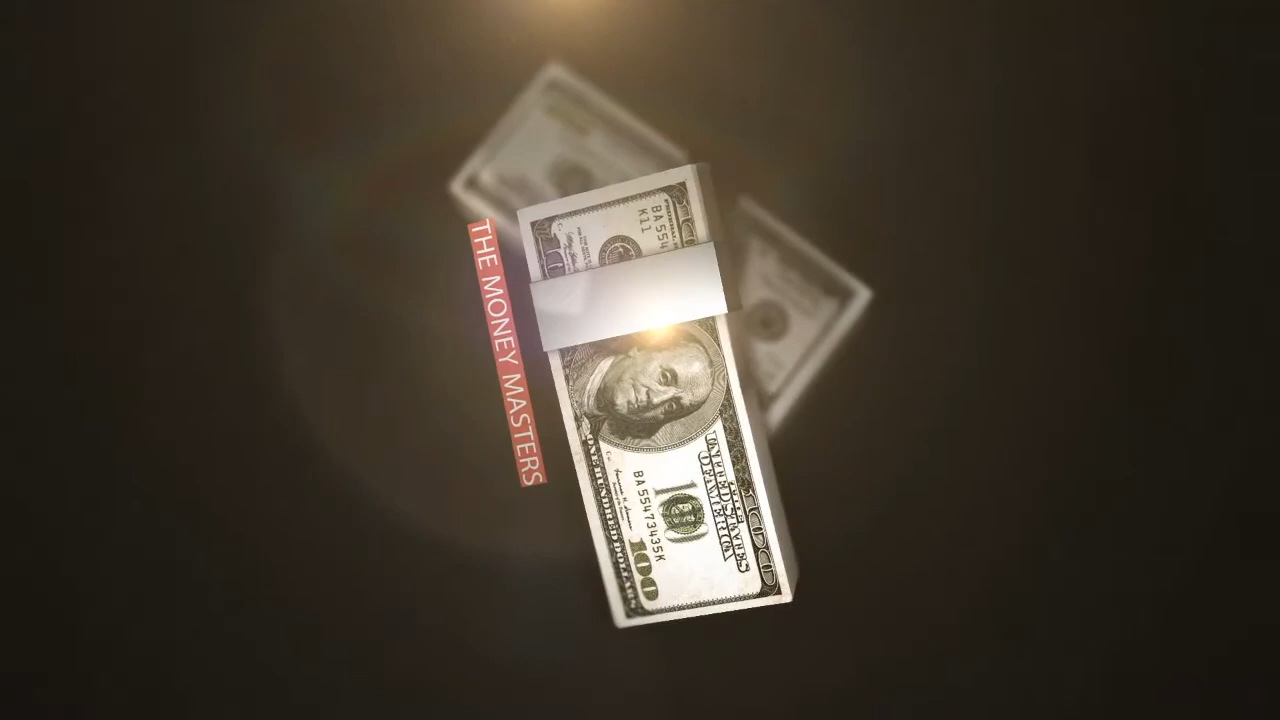 THE MONEY MASTERS
BA554
K11
THE
UNITED STATES
OF AMERICA
100
BA55473435K
100
ONE HUNDRED DOLLARS